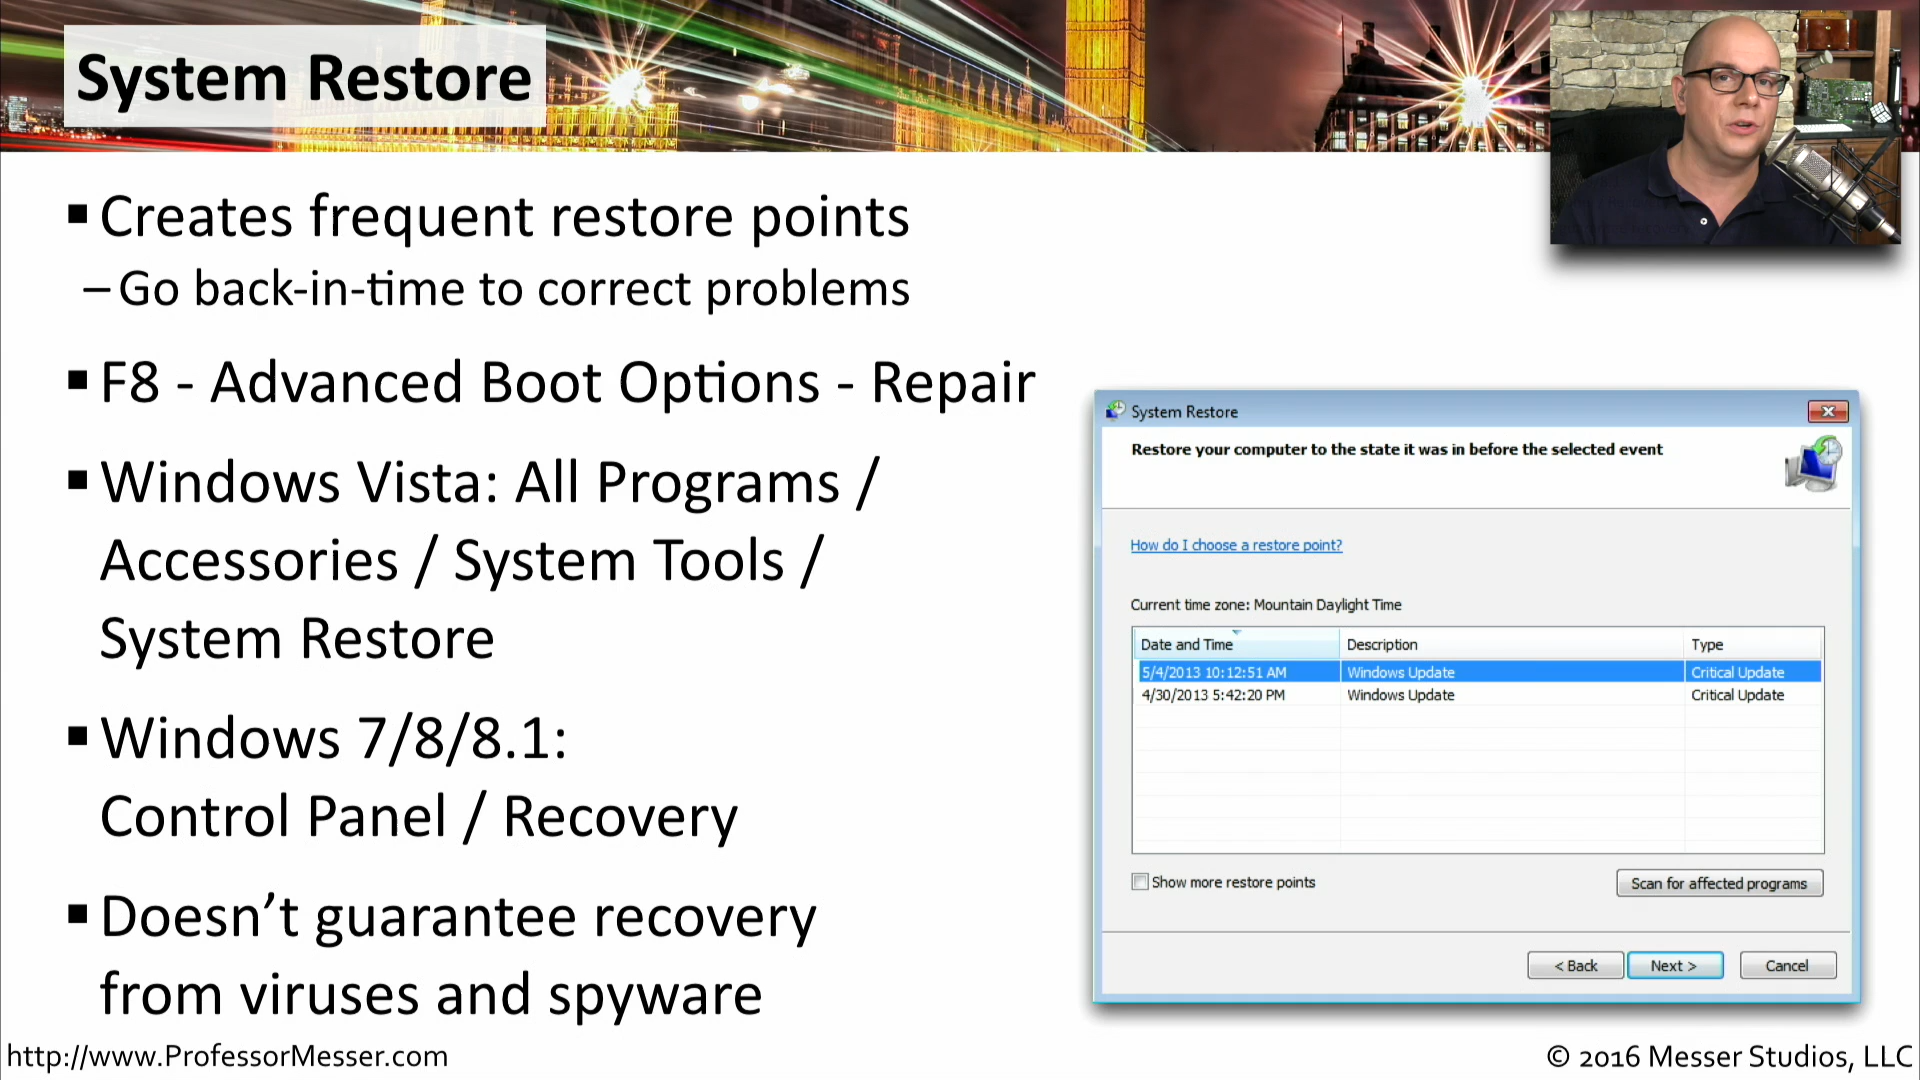 System Restore
▪ Creates frequent restore points
– Go back-in-time to correct problems
▪ F8 - Advanced Boot Options - Repair
▪ Windows Vista: All Programs /
Accessories / System Tools /
System Restore
▪ Windows 7/8/8.1:
Control Panel / Recovery
▪ Doesn’t guarantee recovery
from viruses and spyware
System Restore
Restore your computer to the state it was in before the selected event
How do I choose a restore point?
Current time zone: Mountain Daylight Time
Date and Time Description Type
5/4/2013 10:12:51 AM Windows Update Critical Update
4/30/2013 5:42:20 PM Windows Update Critical Update
Show more restore points Scan for affected programs
< Back Next > Cancel
http://www.ProfessorMesser.com
© 2016 Messer Studios, LLC